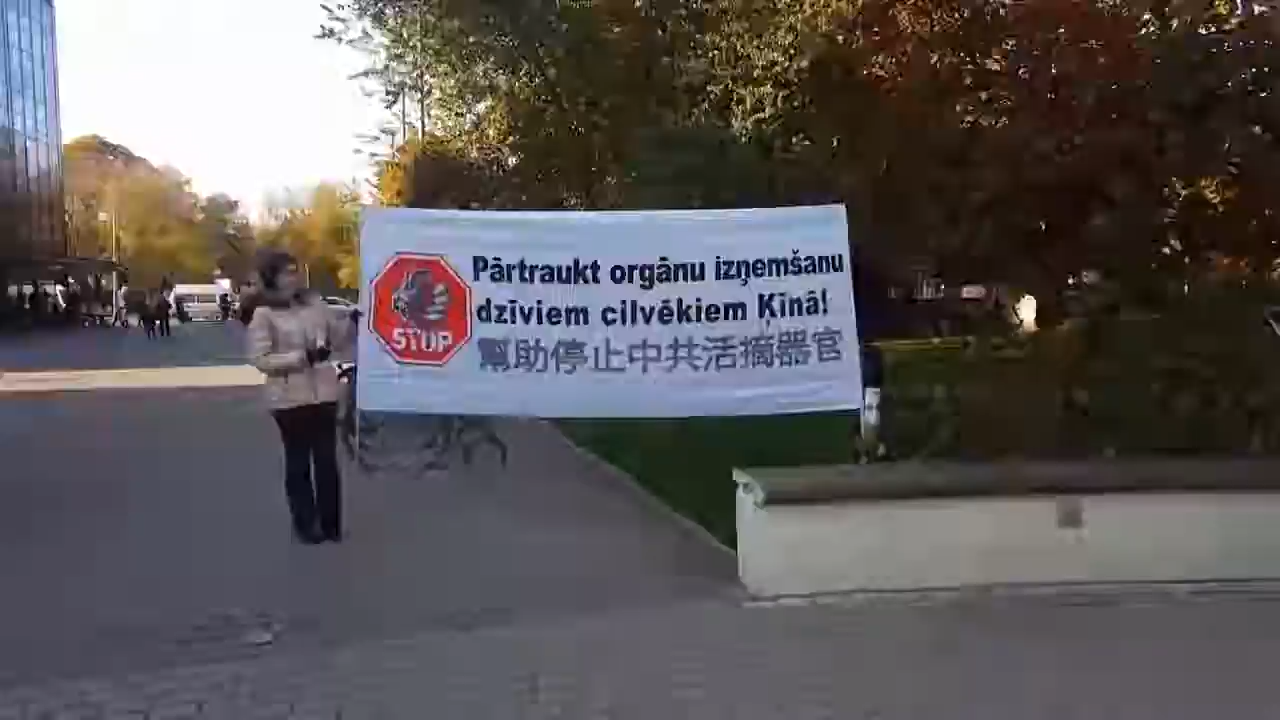 STOP
Pārtraukt orgānu izņemšanu
dzīviem cilvēkiem Ķīnā!
幫助停止中共活摘器官